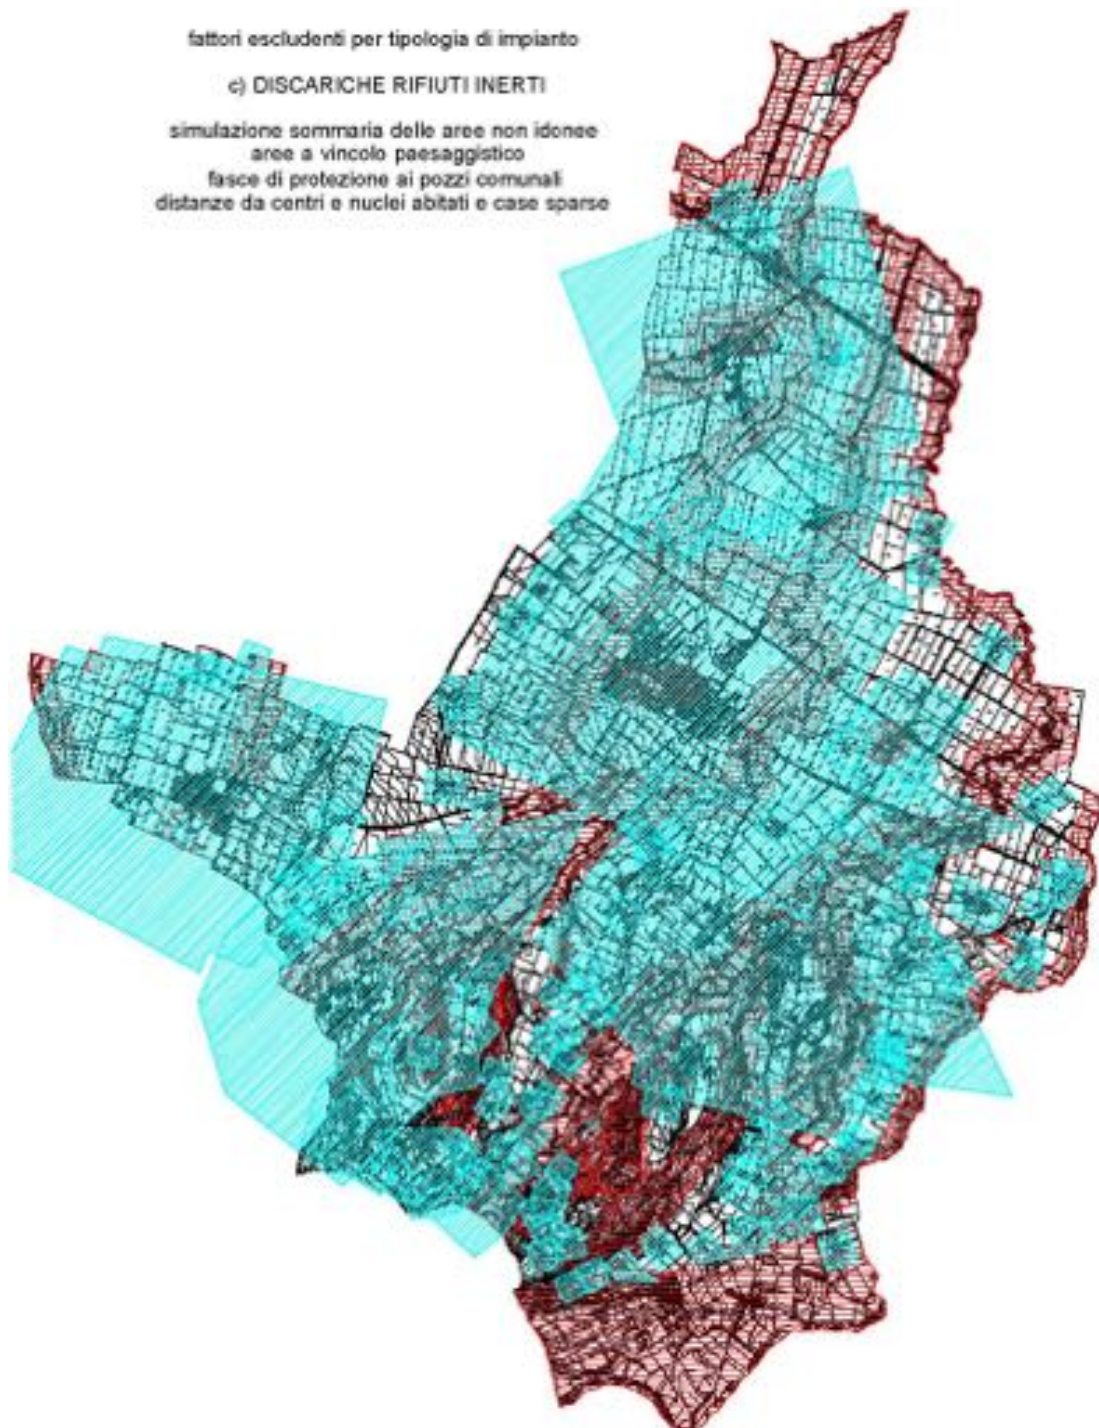 fattori escludenti per tipologia di impianto
c) DISCARICHE RIFIUTI INERTI
simulazione sommaria delle aree non idonee
aree a vincolo paesaggistico
fasce di protezione ai pozzi comunali
distanze da centri e nuclei abitati e case sparse